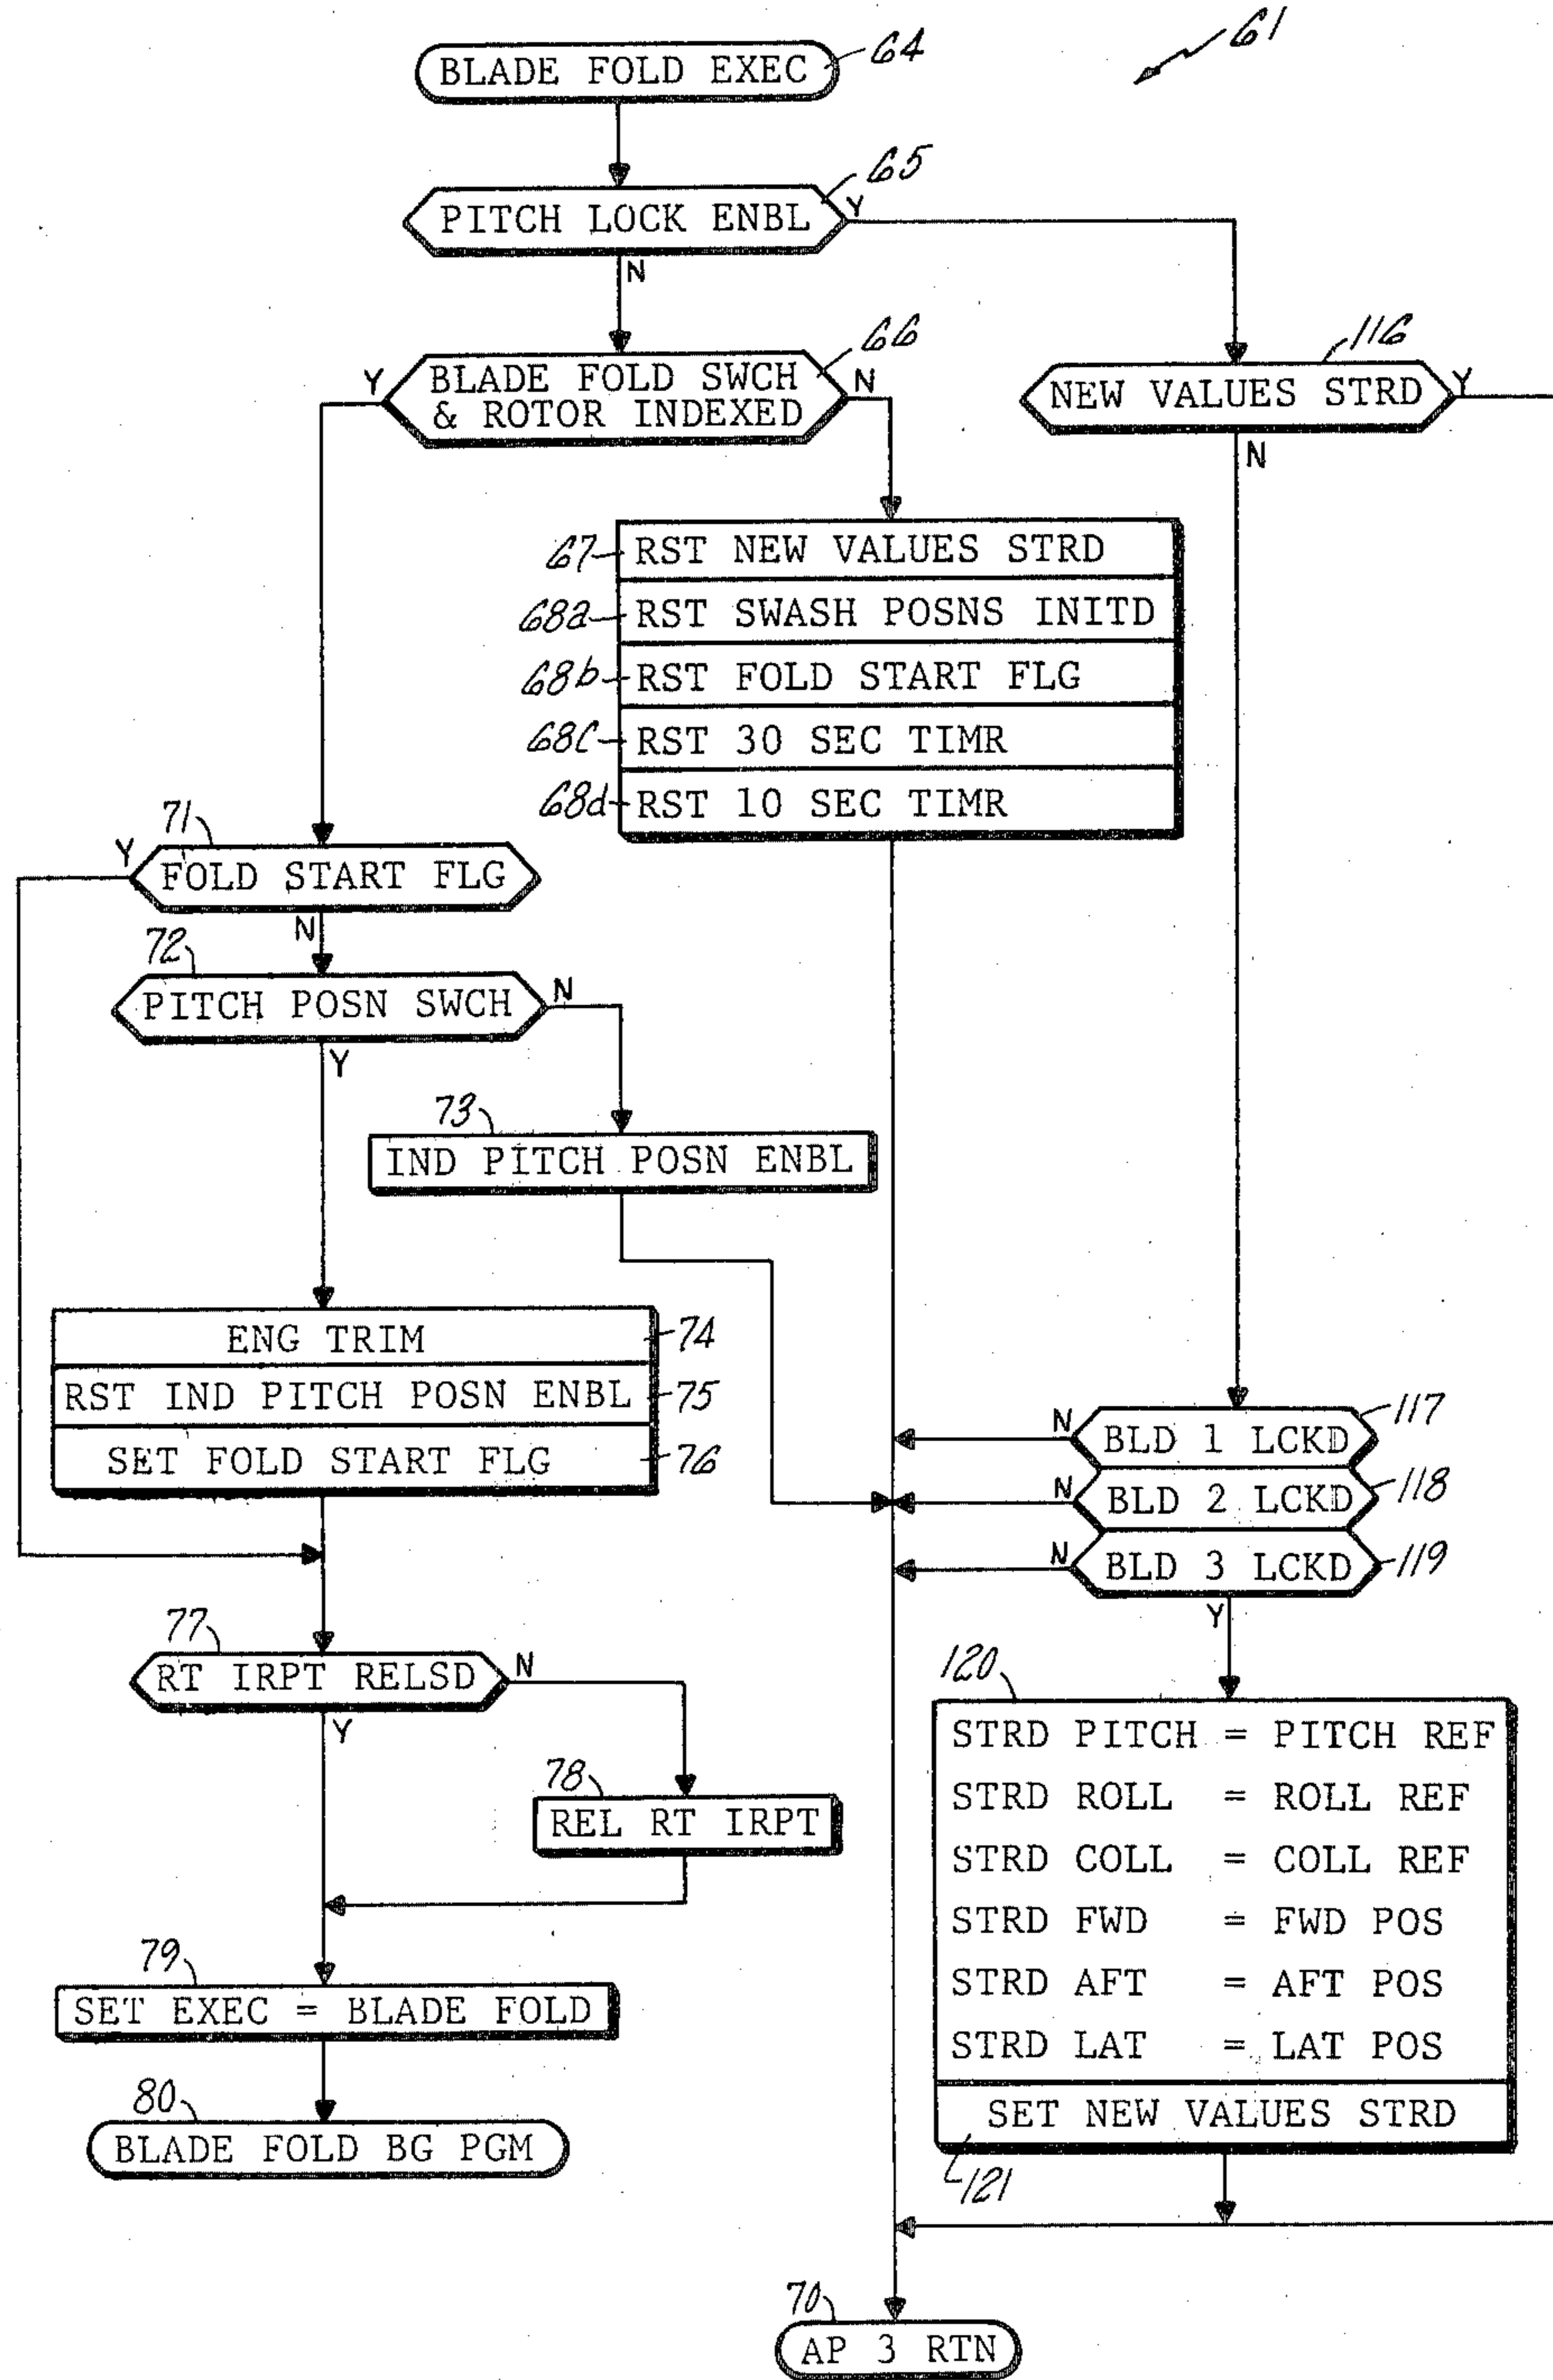 61
BLADE FOLD EXEC 64
65
PITCH LOCK ENBL Y
N
66
Y BLADE FOLD SWCH N
& ROTOR INDEXED
116
NEW VALUES STRD Y
N
67 RST NEW VALUES STRD
68a RST SWASH POSNS INITD
68b RST FOLD START FLG
68c RST 30 SEC TIMR
68d RST 10 SEC TIMR
71
Y FOLD START FLG
N
72
PITCH POSN SWCH N
Y
73
IND PITCH POSN ENBL
ENG TRIM 74
RST IND PITCH POSN ENBL 75
SET FOLD START FLG 76
N BLD 1 LCKD 117
N BLD 2 LCKD 118
N BLD 3 LCKD 119
Y
77
RT IRPT RELSD N
Y
78
REL RT IRPT
120
STRD PITCH = PITCH REF
STRD ROLL = ROLL REF
STRD COLL = COLL REF
STRD FWD = FWD POS
STRD AFT = AFT POS
STRD LAT = LAT POS
SET NEW VALUES STRD
121
79
SET EXEC = BLADE FOLD
80
BLADE FOLD BG PGM
70
AP 3 RTN